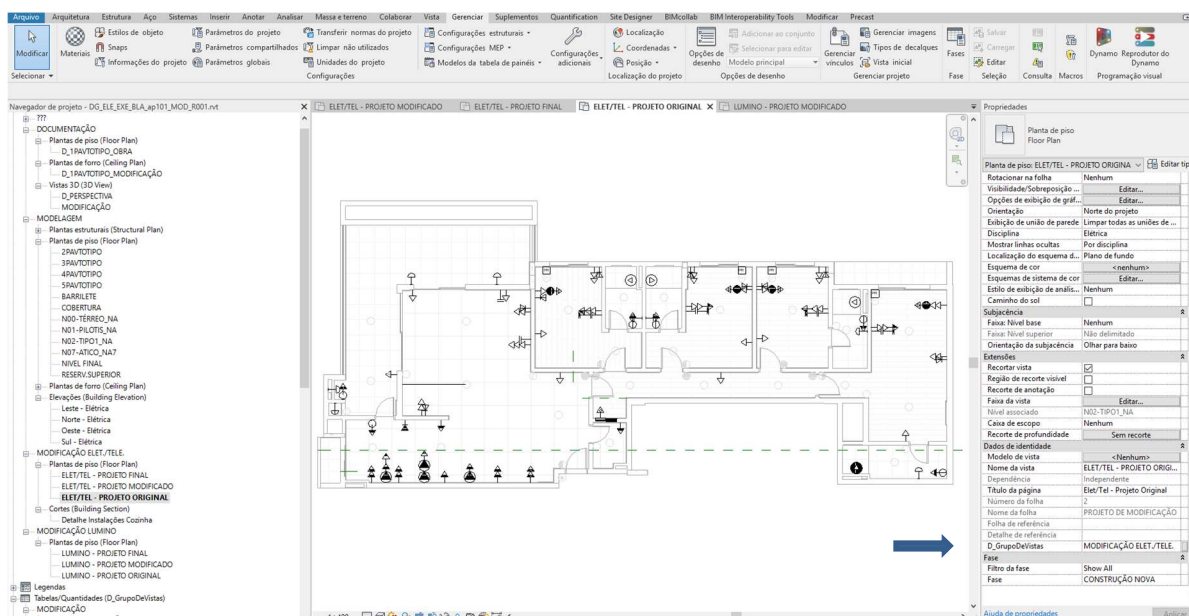 Arquivo Arquitetura Estrutura Aço Sistemas Inserir Anotar Analisar Massa e terreno Colaborar Vista Gerenciar Suplementos Quantification Site Designer BIMcollab BIM Interoperability Tools Modificar Precast
Modificar
Selecionar
Materiais
Estilos de objeto
Snaps
Informações do projeto
Parâmetros do projeto
Parâmetros compartilhados
Parâmetros globais
Transferir normas do projeto
Limpar não utilizados
Unidades do projeto
Configurações estruturais
Configurações MEP
Modelos da tabela de painéis
Configurações adicionais
Configurações
Localização
Coordenadas
Posição
Localização do projeto
Opções de desenho
Adicionar ao conjunto
Selecionar para editar
Modelo principal
Opções de desenho
Gerenciar vínculos
Gerenciar imagens
Tipos de decalques
Vista inicial
Gerenciar projeto
Fases
Fase
Salvar
Carregar
Editar
Seleção
Consulta
Macros
Dynamo
Reprodutor do Dynamo
Programação visual
Navegador de projeto - DG_ELE_EXE_BLA_ap101_MOD_R001.rvt
???
DOCUMENTAÇÃO
Plantas de piso (Floor Plan)
D_1PAVTOTIPO_OBRA
Plantas de forro (Ceiling Plan)
D_1PAVTOTIPO_MODIFICAÇÃO
Vistas 3D (3D View)
D_PERSPECTIVA
MODIFICAÇÃO
MODELAGEM
Plantas estruturais (Structural Plan)
Plantas de piso (Floor Plan)
2PAVTOTIPO
3PAVTOTIPO
4PAVTOTIPO
5PAVTOTIPO
BARRILETE
COBERTURA
N00-TÉRREO_NA
N01-PILOTIS_NA
N02-TIPO1_NA
N07-ATICO_NA7
NIVEL FINAL
RESERV.SUPERIOR
Plantas de forro (Ceiling Plan)
Elevações (Building Elevation)
Leste - Elétrica
Norte - Elétrica
Oeste - Elétrica
Sul - Elétrica
MODIFICAÇÃO ELET./TELE.
Plantas de piso (Floor Plan)
ELET/TEL - PROJETO FINAL
ELET/TEL - PROJETO MODIFICADO
ELET/TEL - PROJETO ORIGINAL
Cortes (Building Section)
Detalhe Instalações Cozinha
MODIFICAÇÃO LUMINO
Plantas de piso (Floor Plan)
LUMINO - PROJETO FINAL
LUMINO - PROJETO MODIFICADO
LUMINO - PROJETO ORIGINAL
Legendas
Tabelas/Quantidades (D_GrupoDeVistas)
MODIFICAÇÃO
ELET/TEL - PROJETO MODIFICADO
ELET/TEL - PROJETO FINAL
ELET/TEL - PROJETO ORIGINAL
LUMINO - PROJETO MODIFICADO
Propriedades
Planta de piso
Floor Plan
Planta de piso: ELET/TEL - PROJETO ORIGINA Editar tip
Rotacionar na folha Nenhum
Visibilidade/Sobreposição ... Editar...
Opções de exibição de gráf... Editar...
Orientação Norte do projeto
Exibição de união de parede Limpar todas as uniões de ...
Disciplina Elétrica
Mostrar linhas ocultas Por disciplina
Localização do esquema d... Plano de fundo
Esquema de cor <nenhum>
Esquemas de sistema de cor Editar...
Estilo de exibição de anális... Nenhum
Caminho do sol
Subjacência
Faixa: Nível base Nenhum
Faixa: Nível superior Não delimitado
Orientação da subjacência Olhar para baixo
Extensões
Recortar vista
Região de recorte visível
Recorte de anotação
Faixa da vista Editar...
Nível associado N02-TIPO1_NA
Caixa de escopo Nenhum
Recorte de profundidade Sem recorte
Dados de identidade
Modelo de vista <Nenhum>
Nome da vista ELET/TEL - PROJETO ORIGI...
Dependência Independente
Título da página Elet/Tel - Projeto Original
Número da folha 2
Nome da folha PROJETO DE MODIFICAÇÃO
Folha de referência
Detalhe de referência
D_GrupoDeVistas MODIFICAÇÃO ELET./TELE.
Fase
Filtro da fase Show All
Fase CONSTRUÇÃO NOVA
Ajuda de propriedades Aplicar